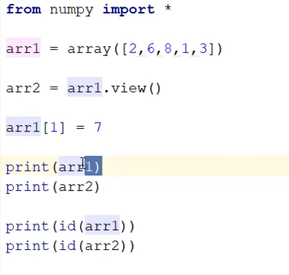 from numpy import *
arr1 = array([2,6,8,1,3])
arr2 = arr1.view()
arr1[1] = 7
print(arr1)
print(arr2)
print(id(arr1))
print(id(arr2))